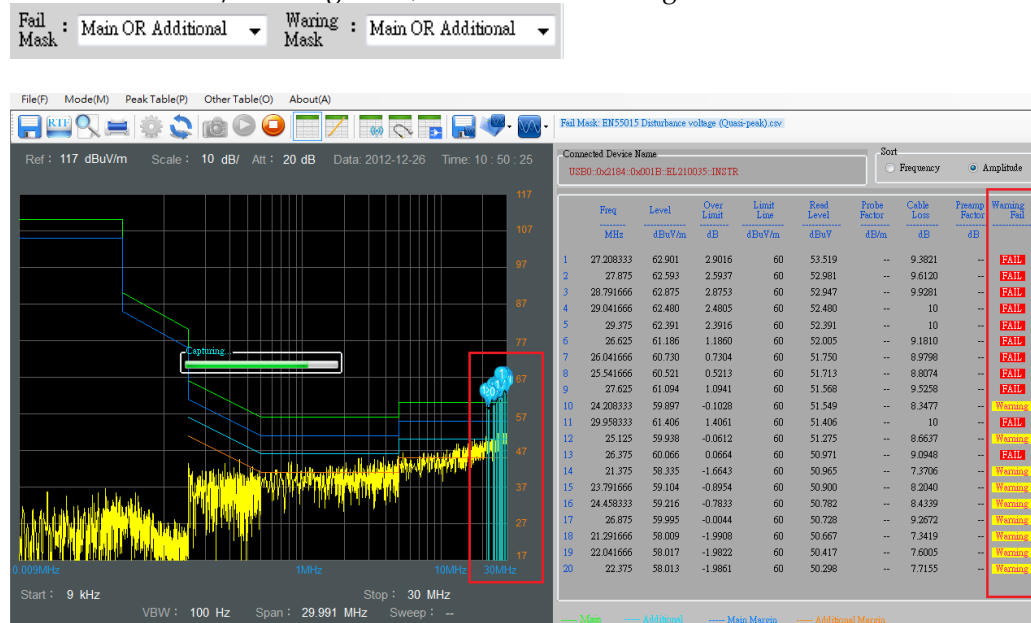 Fail Mask : Main OR Additional Waring Mask : Main OR Additional
File(F) Mode(M) Peak Table(P) Other Table(O) About(A)
RTF
Fail Mask: EN55015 Disturbance voltage (Quasi-peak).csv
Ref : 117 dBuV/m Scale : 10 dB/ Att : 20 dB Data: 2012-12-26 Time: 10 : 50 : 25
Connected Device Name
USB0::0x2184::0x001B::EL210035::INSTR
Sort
Frequency Amplitude
117
107
97
87
77
67
57
47
37
27
17
Capturing...
0.009MHz 1MHz 10MHz 30MHz
Start : 9 kHz Stop : 30 MHz
VBW : 100 Hz Span : 29.991 MHz Sweep : --
Freq Level Over Limit Limit Line Read Level Probe Factor Cable Loss Preamp Factor Warning Fail
MHz dBuV/m dB dBuV/m dBuV dB/m dB dB
1 27.208333 62.901 2.9016 60 53.519 -- 9.3821 -- FAIL
2 27.875 62.593 2.5937 60 52.981 -- 9.6120 -- FAIL
3 28.791666 62.875 2.8753 60 52.947 -- 9.9281 -- FAIL
4 29.041666 62.480 2.4805 60 52.480 -- 10 -- FAIL
5 29.375 62.391 2.3916 60 52.391 -- 10 -- FAIL
6 26.625 61.186 1.1860 60 52.005 -- 9.1810 -- FAIL
7 26.041666 60.730 0.7304 60 51.750 -- 8.9798 -- FAIL
8 25.541666 60.521 0.5213 60 51.713 -- 8.8074 -- FAIL
9 27.625 61.094 1.0941 60 51.568 -- 9.5258 -- FAIL
10 24.208333 59.897 -0.1028 60 51.549 -- 8.3477 -- Warning
11 29.958333 61.406 1.4061 60 51.406 -- 10 -- FAIL
12 25.125 59.938 -0.0612 60 51.275 -- 8.6637 -- Warning
13 26.375 60.066 0.0664 60 50.971 -- 9.0948 -- FAIL
14 21.375 58.335 -1.6643 60 50.965 -- 7.3706 -- Warning
15 23.791666 59.104 -0.8954 60 50.900 -- 8.2040 -- Warning
16 24.458333 59.216 -0.7833 60 50.782 -- 8.4339 -- Warning
17 26.875 59.995 -0.0044 60 50.728 -- 9.2672 -- Warning
18 21.291666 58.009 -1.9908 60 50.667 -- 7.3419 -- Warning
19 22.041666 58.017 -1.9822 60 50.417 -- 7.6005 -- Warning
20 22.375 58.013 -1.9861 60 50.298 -- 7.7155 -- Warning
----- Main ----- Additional ----- Main Margin ----- Additional Margin